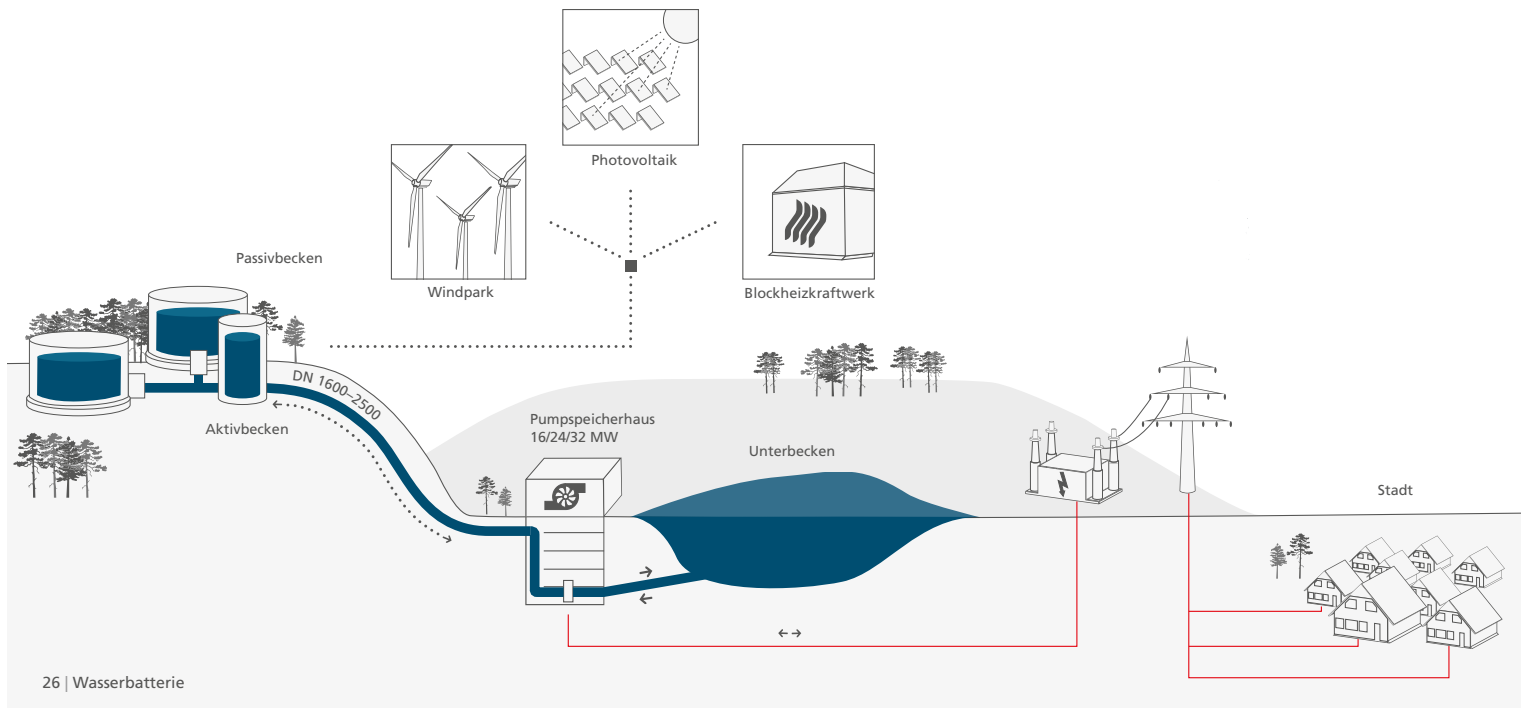 Photovoltaik
Windpark
Blockheizkraftwerk
Passivbecken
DN 1600–2500
Aktivbecken
Pumpspeicherhaus
16/24/32 MW
Unterbecken
Stadt
26 | Wasserbatterie